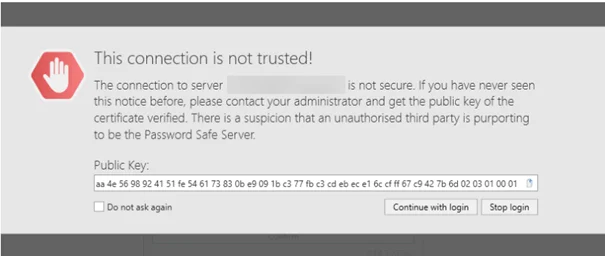 This connection is not trusted!
The connection to server is not secure. If you have never seen
this notice before, please contact your administrator and get the public key of the
certificate verified. There is a suspicion that an unauthorised third party is purporting
to be the Password Safe Server.
Public Key:
aa 4e 56 98 92 41 51 fe 54 61 73 83 0b e9 09 1b c3 77 fb c3 cd eb ec e1 6c cf ff 67 c9 42 7b 6d 02 03 01 00 01
Do not ask again
Continue with login
Stop login